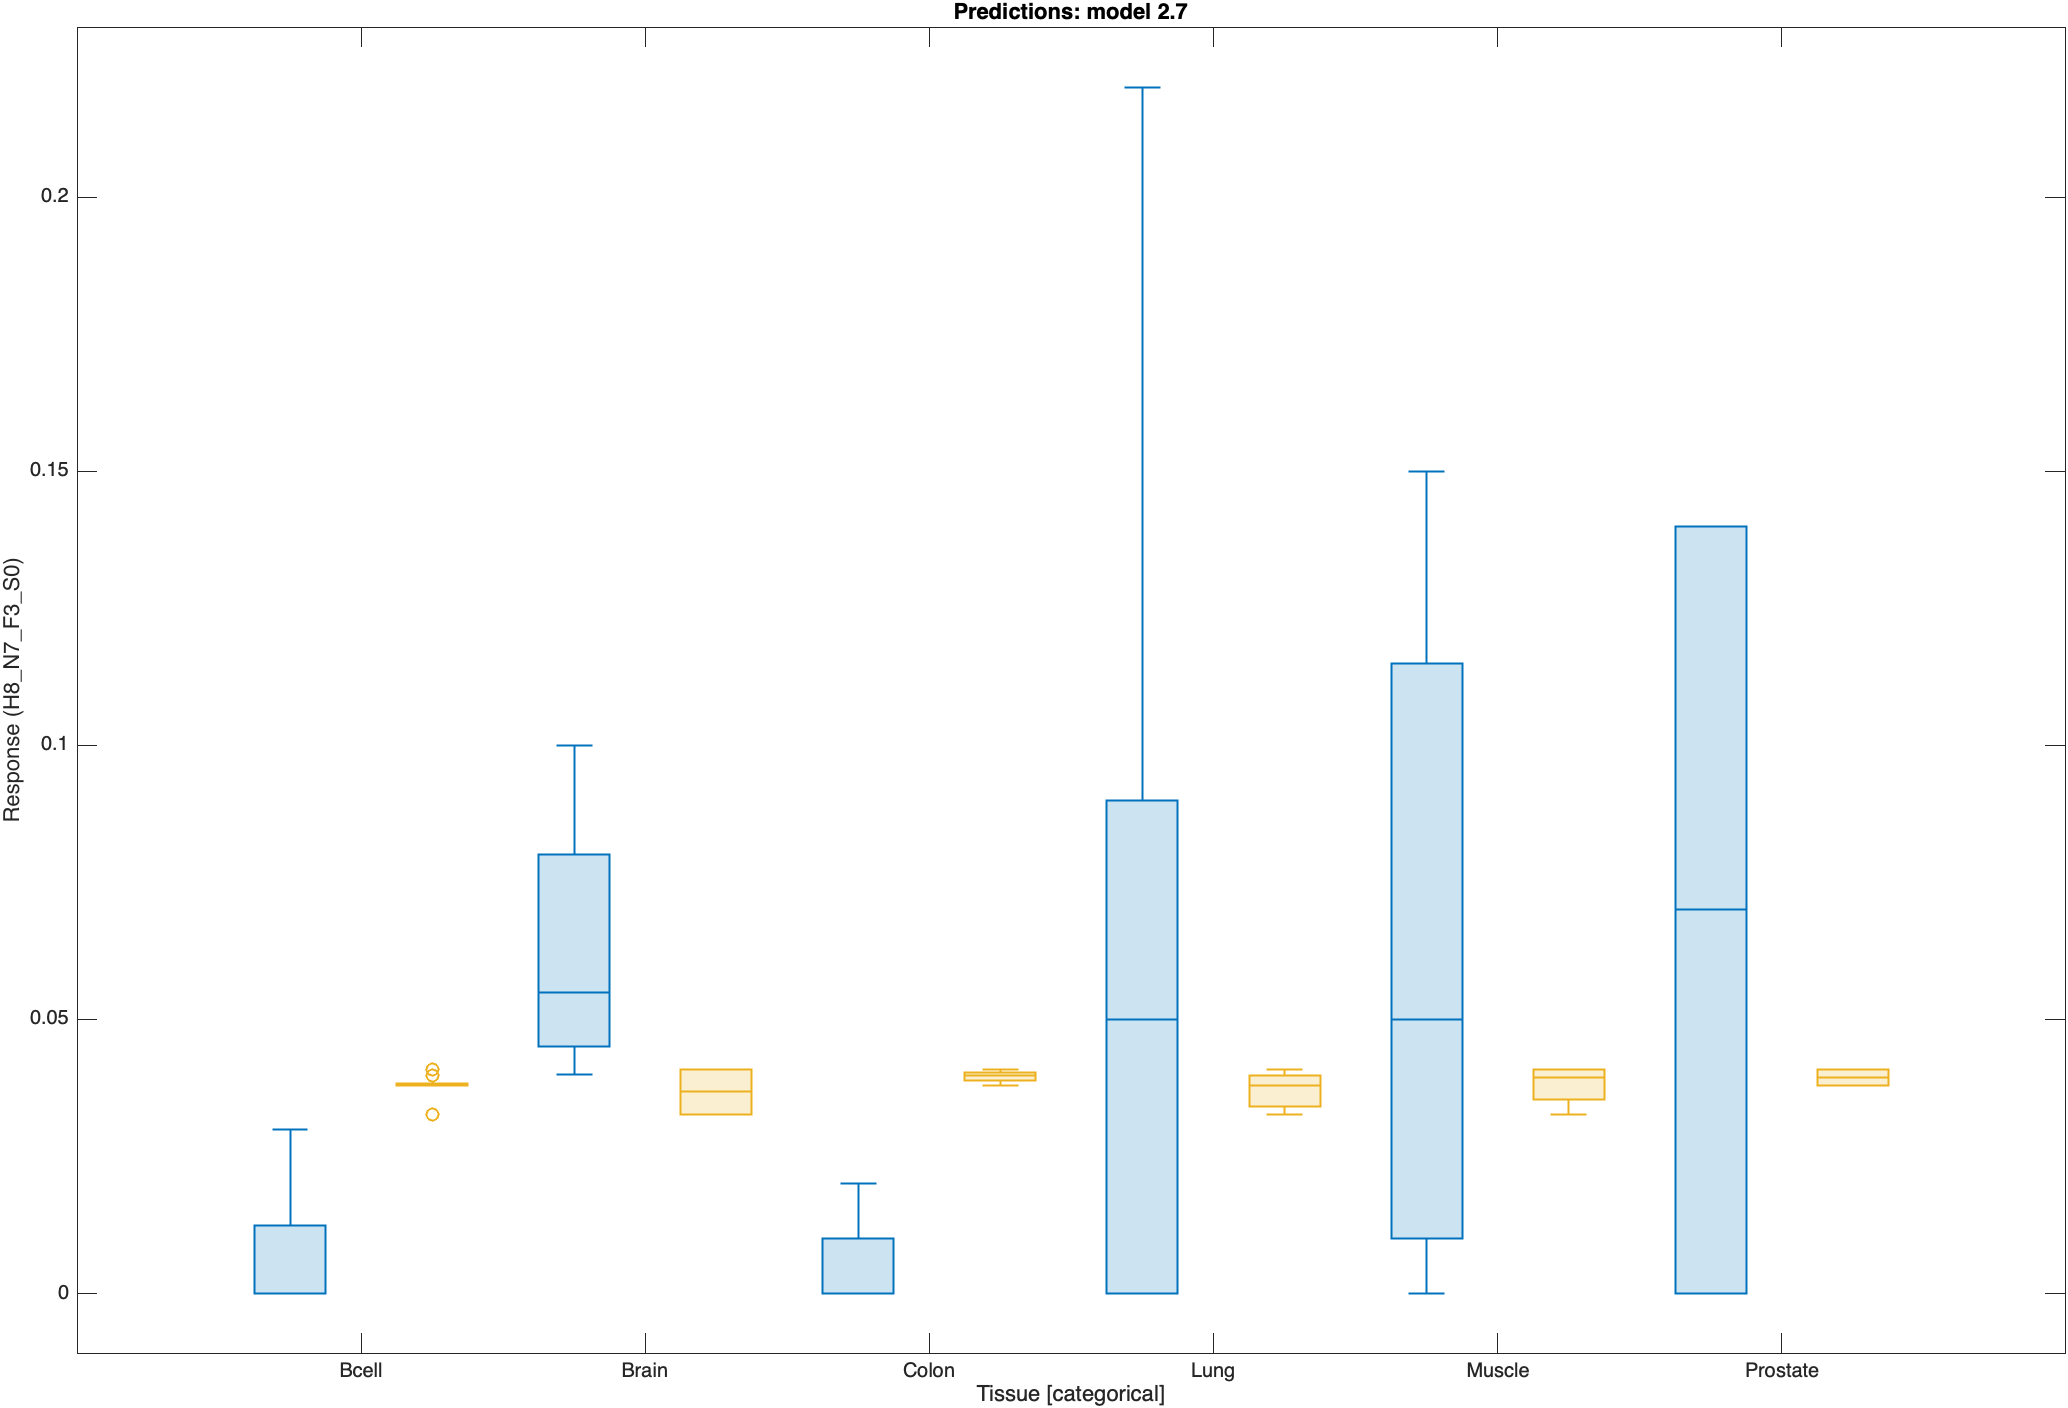 Predictions: model 2.7
Response (H8_N7_F3_S0)
0.2
0.15
0.1
0.05
0
Bcell Brain Colon Lung Muscle Prostate
Tissue [categorical]